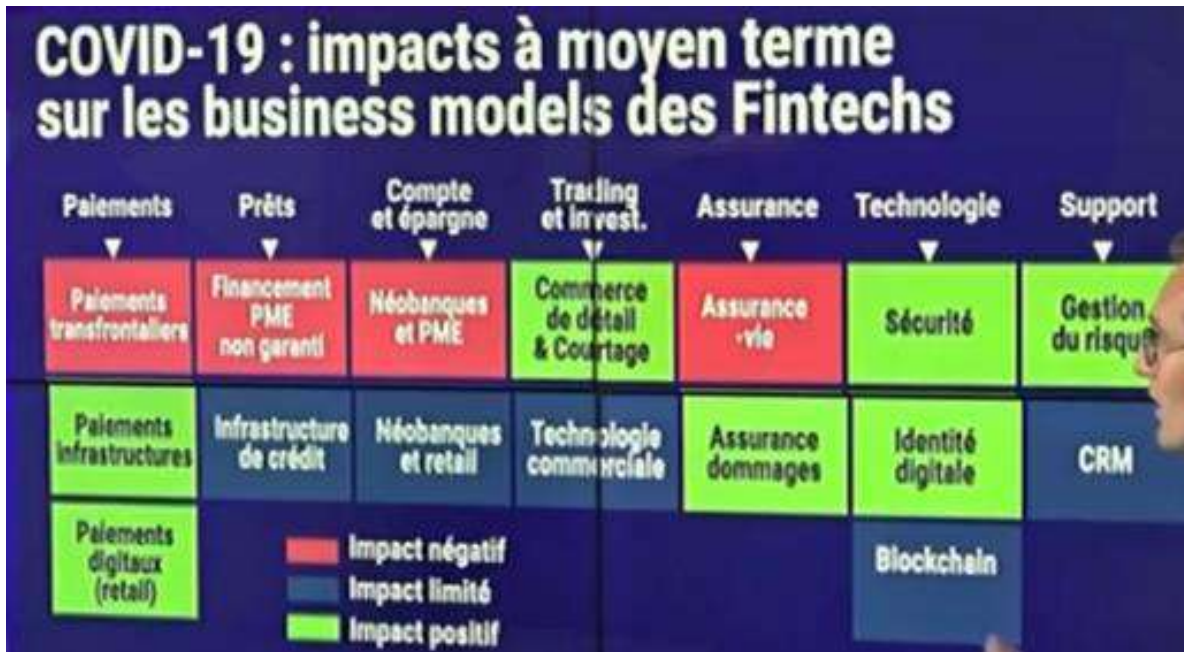 COVID-19 : impacts à moyen terme
sur les business models des Fintechs
Paiements
Prêts
Compte
et épargne
Trading
et invest.
Assurance
Technologie
Support
Paiements
transfrontaliers
Financement
PME
non garanti
Néobanques
et PME
Commerce
de détail
& Courtage
Assurance
-vie
Sécurité
Gestion
du risque
Paiements
infrastructures
Infrastructure
de crédit
Néobanques
et retail
Technologie
commerciale
Assurance
dommages
Identité
digitale
CRM
Paiements
digitaux
(retail)
Blockchain
Impact négatif
Impact limité
Impact positif